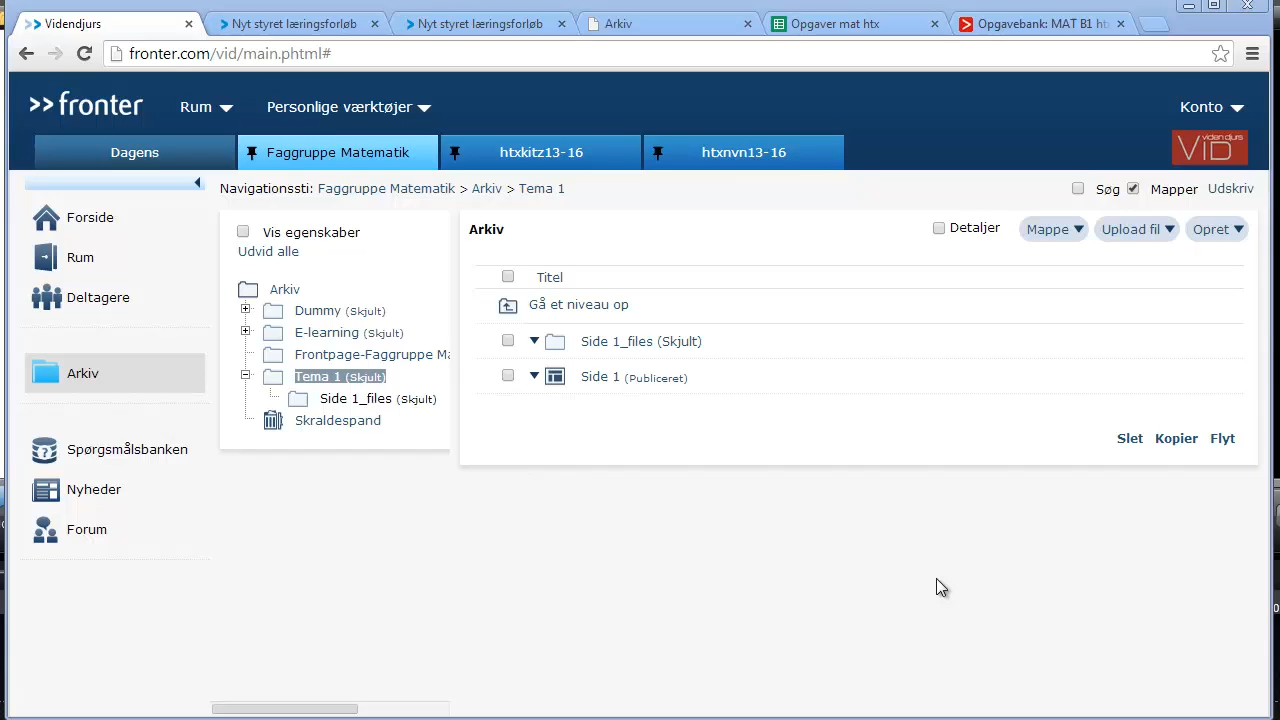 Videndjurs
Nyt styret læringsforløb
Nyt styret læringsforløb
Arkiv
Opgaver mat htx
Opgavebank: MAT B1 ht
fronter.com/vid/main.phtml#
>>fronter
Rum
Personlige værktøjer
Konto
Dagens
Faggruppe Matematik
htxkitz13-16
htxnvn13-16
viden djurs
VID
Navigationssti: Faggruppe Matematik > Arkiv > Tema 1
Søg
Mapper
Udskriv
Forside
Rum
Deltagere
Arkiv
Spørgsmålsbanken
Nyheder
Forum
Vis egenskaber
Udvid alle
Arkiv
Dummy (Skjult)
E-learning (Skjult)
Frontpage-Faggruppe Ma
Tema 1 (Skjult)
Side 1_files (Skjult)
Skraldespand
Arkiv
Detaljer
Mappe
Upload fil
Opret
Titel
Gå et niveau op
Side 1_files (Skjult)
Side 1 (Publiceret)
Slet
Kopier
Flyt